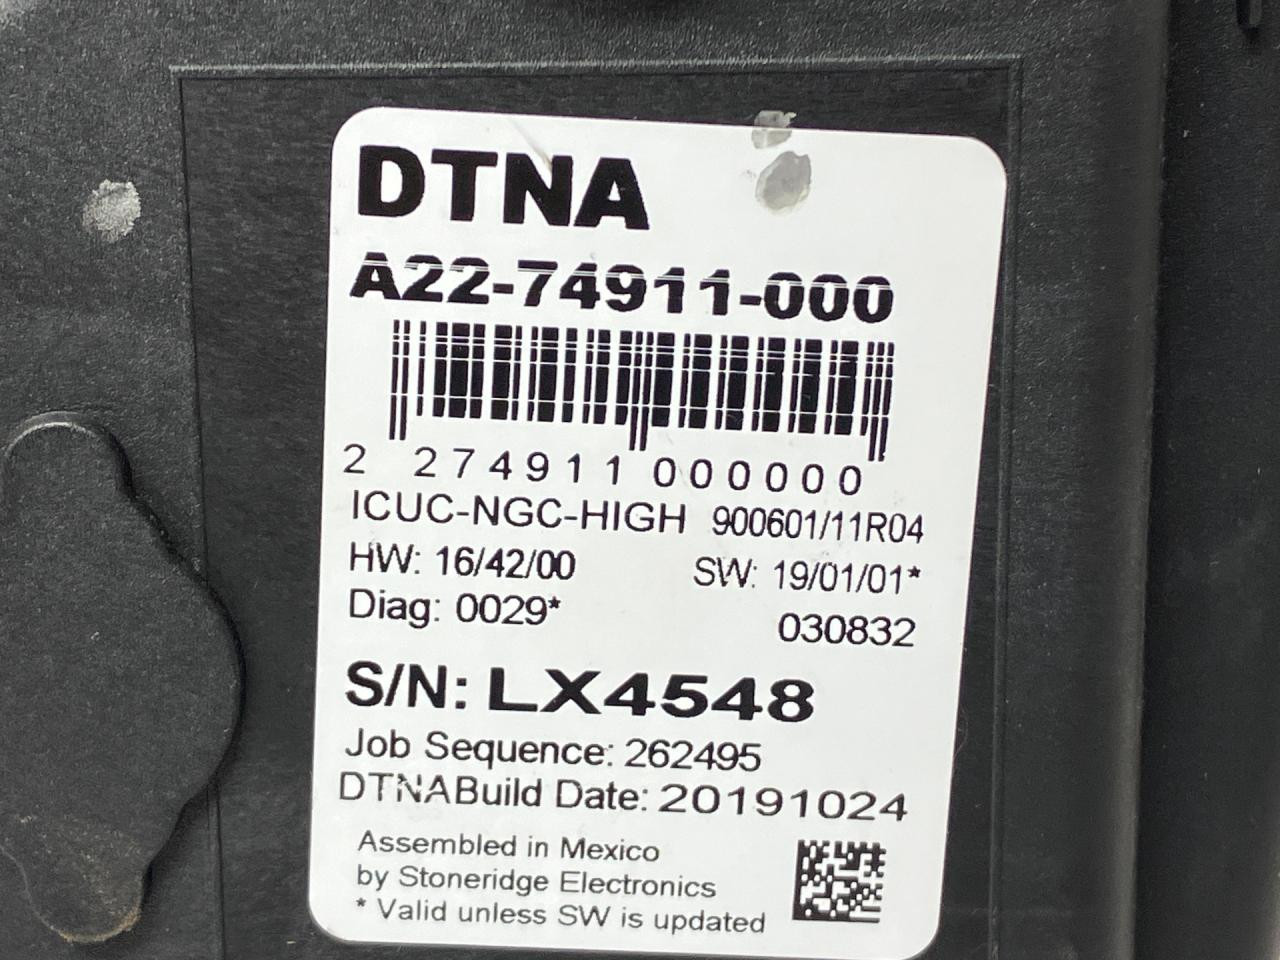 DTNA
A22-74911-000
2 274911 000000
ICUC-NGC-HIGH 900601/11R04
HW: 16/42/00 SW: 19/01/01*
Diag: 0029* 030832
S/N: LX4548
Job Sequence: 262495
DTNABuild Date: 20191024
Assembled in Mexico
by Stoneridge Electronics
* Valid unless SW is updated